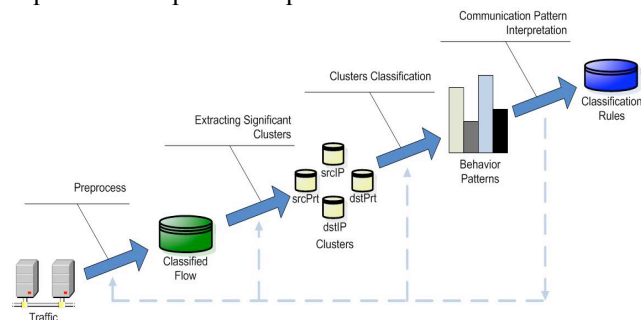 Communication Pattern
Interpretation
Clusters Classification
Classification
Rules
Extracting Significant
Clusters
srcIP
srcPrt
dstPrt
dstIP
Clusters
Behavior
Patterns
Preprocess
Classified
Flow
Traffic